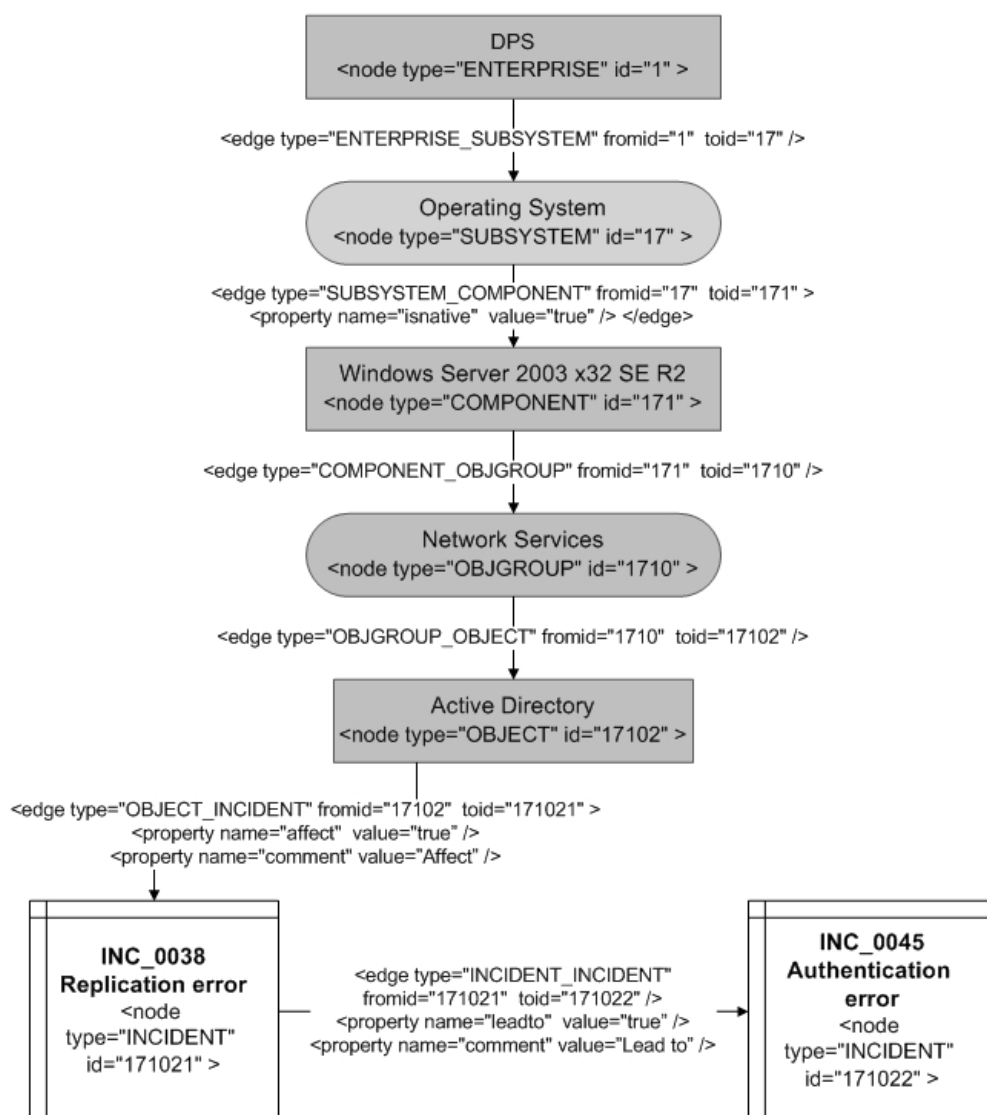 DPS
<node type="ENTERPRISE" id="1" >
<edge type="ENTERPRISE_SUBSYSTEM" fromid="1"  toid="17" />
Operating System
<node type="SUBSYSTEM" id="17" >
<edge type="SUBSYSTEM_COMPONENT" fromid="17"  toid="171" >
<property name="isnative"  value="true" /> </edge>
Windows Server 2003 x32 SE R2
<node type="COMPONENT" id="171" >
<edge type="COMPONENT_OBJGROUP" fromid="171"  toid="1710" />
Network Services
<node type="OBJGROUP" id="1710" >
<edge type="OBJGROUP_OBJECT" fromid="1710"  toid="17102" />
Active Directory
<node type="OBJECT" id="17102" >
<edge type="OBJECT_INCIDENT" fromid="17102"  toid="171021" >
<property name="affect"  value="true" />
<property name="comment" value="Affect" />
INC_0038
Replication error
<node
type="INCIDENT"
id="171021" >
<edge type="INCIDENT_INCIDENT"
fromid="171021"  toid="171022" />
<property name="leadto"  value="true" />
<property name="comment" value="Lead to" />
INC_0045
Authentication
error
<node
type="INCIDENT"
id="171022" >